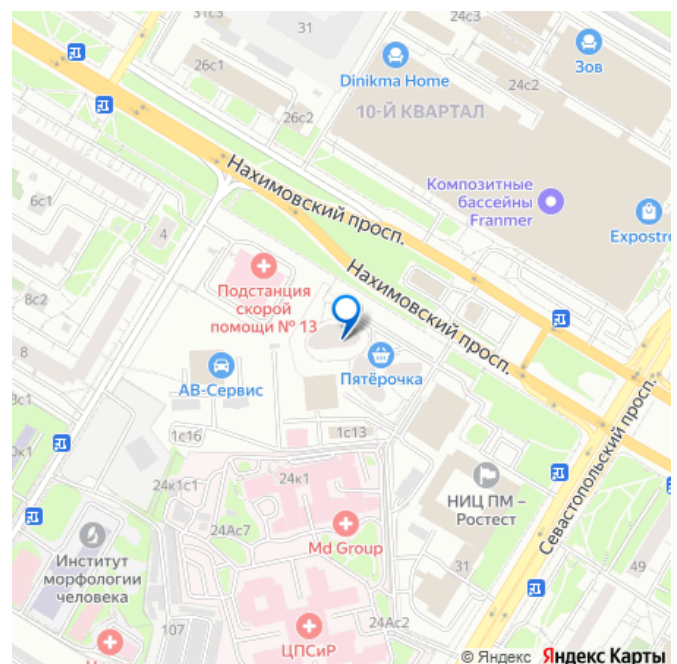 31с3
31
26с1
Dinikma Home
24с2
Зов
26с2
10-Й КВАРТАЛ
Нахимовский просп.
Композитные
бассейны
Franmer
6с1
4
Expostro
Подстанция
скорой
помощи № 13
Нахимовский просп.
8с2
8
АВ-Сервис
Пятёрочка
8с1
1с16
1с13
Севастопольский просп.
24к1с1
24к1
НИЦ ПМ –
Ростест
24Ас7
Md Group
Институт
морфологии
человека
31
49
107
24Ас2
ЦПСиР
© Яндекс Яндекс Карты